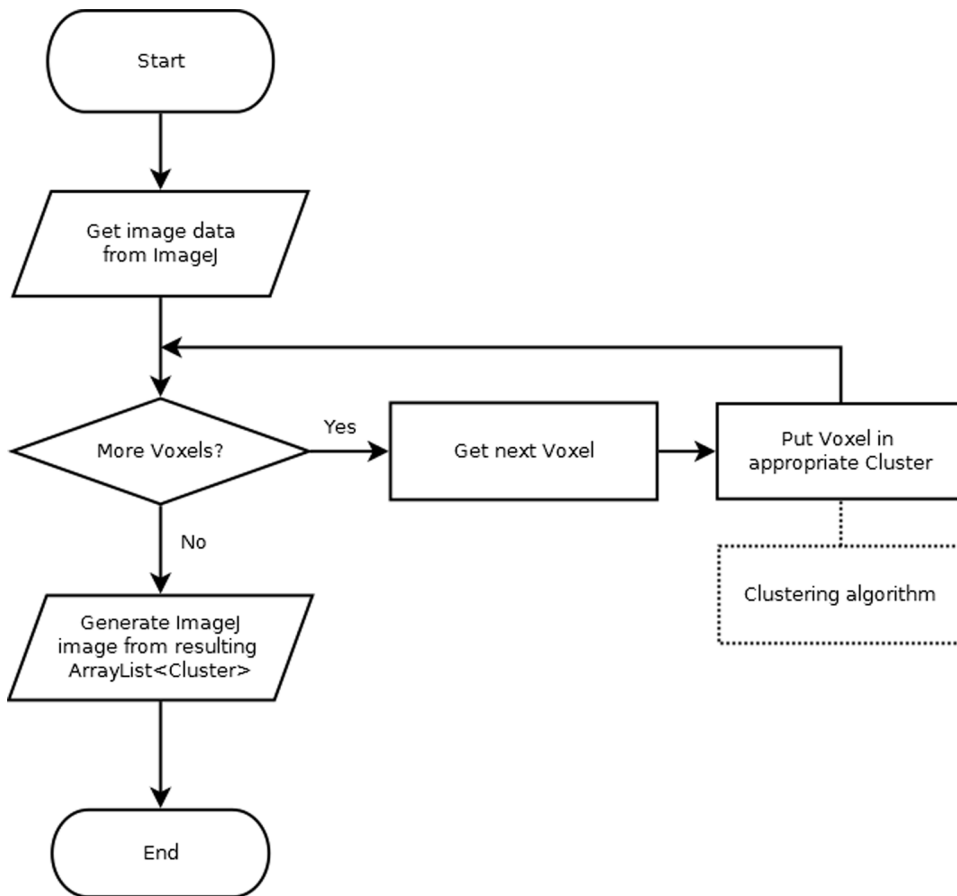 Start
Get image data
from ImageJ
More Voxels?
Yes
Get next Voxel
Put Voxel in
appropriate Cluster
Clustering algorithm
No
Generate ImageJ
image from resulting
ArrayList<Cluster>
End